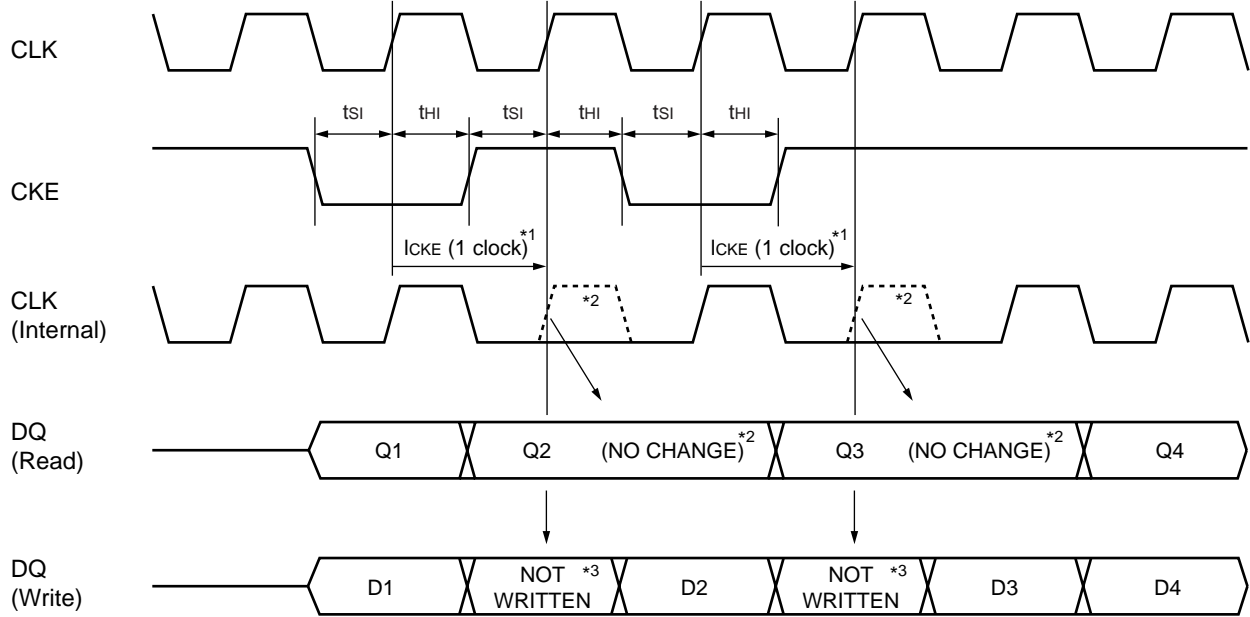 CLK
tSI tHI tSI tHI tSI tHI
CKE
ICKE (1 clock)*1 ICKE (1 clock)*1
CLK
(Internal)
*2 *2
DQ
(Read)
Q1 Q2 (NO CHANGE)*2 Q3 (NO CHANGE)*2 Q4
DQ
(Write)
D1 NOT WRITTEN *3 D2 NOT WRITTEN *3 D3 D4